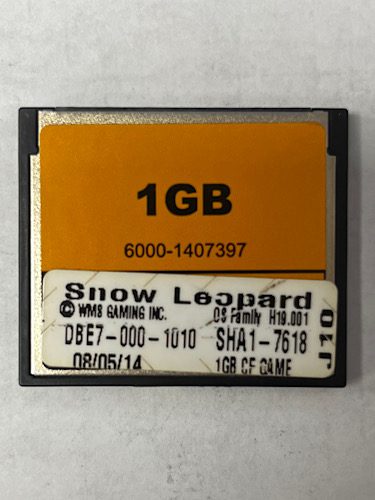 1GB
6000-1407397
Snow Leopard
© WMS GAMING INC. OS Family H19.001
DBE7-000-1010 SHA1-7618
08/05/14 1GB CF GAME
J10